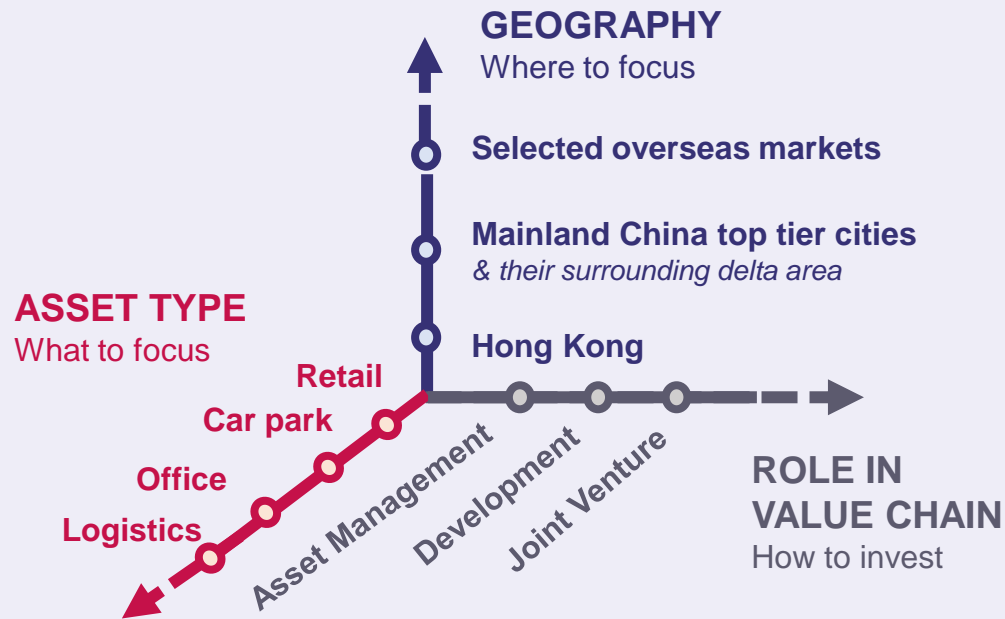 GEOGRAPHY
Where to focus
Selected overseas markets
Mainland China top tier cities
& their surrounding delta area
Hong Kong
ASSET TYPE
What to focus
Retail
Car park
Office
Logistics
Asset Management
Development
Joint Venture
ROLE IN
VALUE CHAIN
How to invest